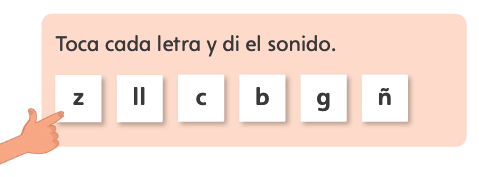 Toca cada letra y di el sonido.
z ll c b g ñ